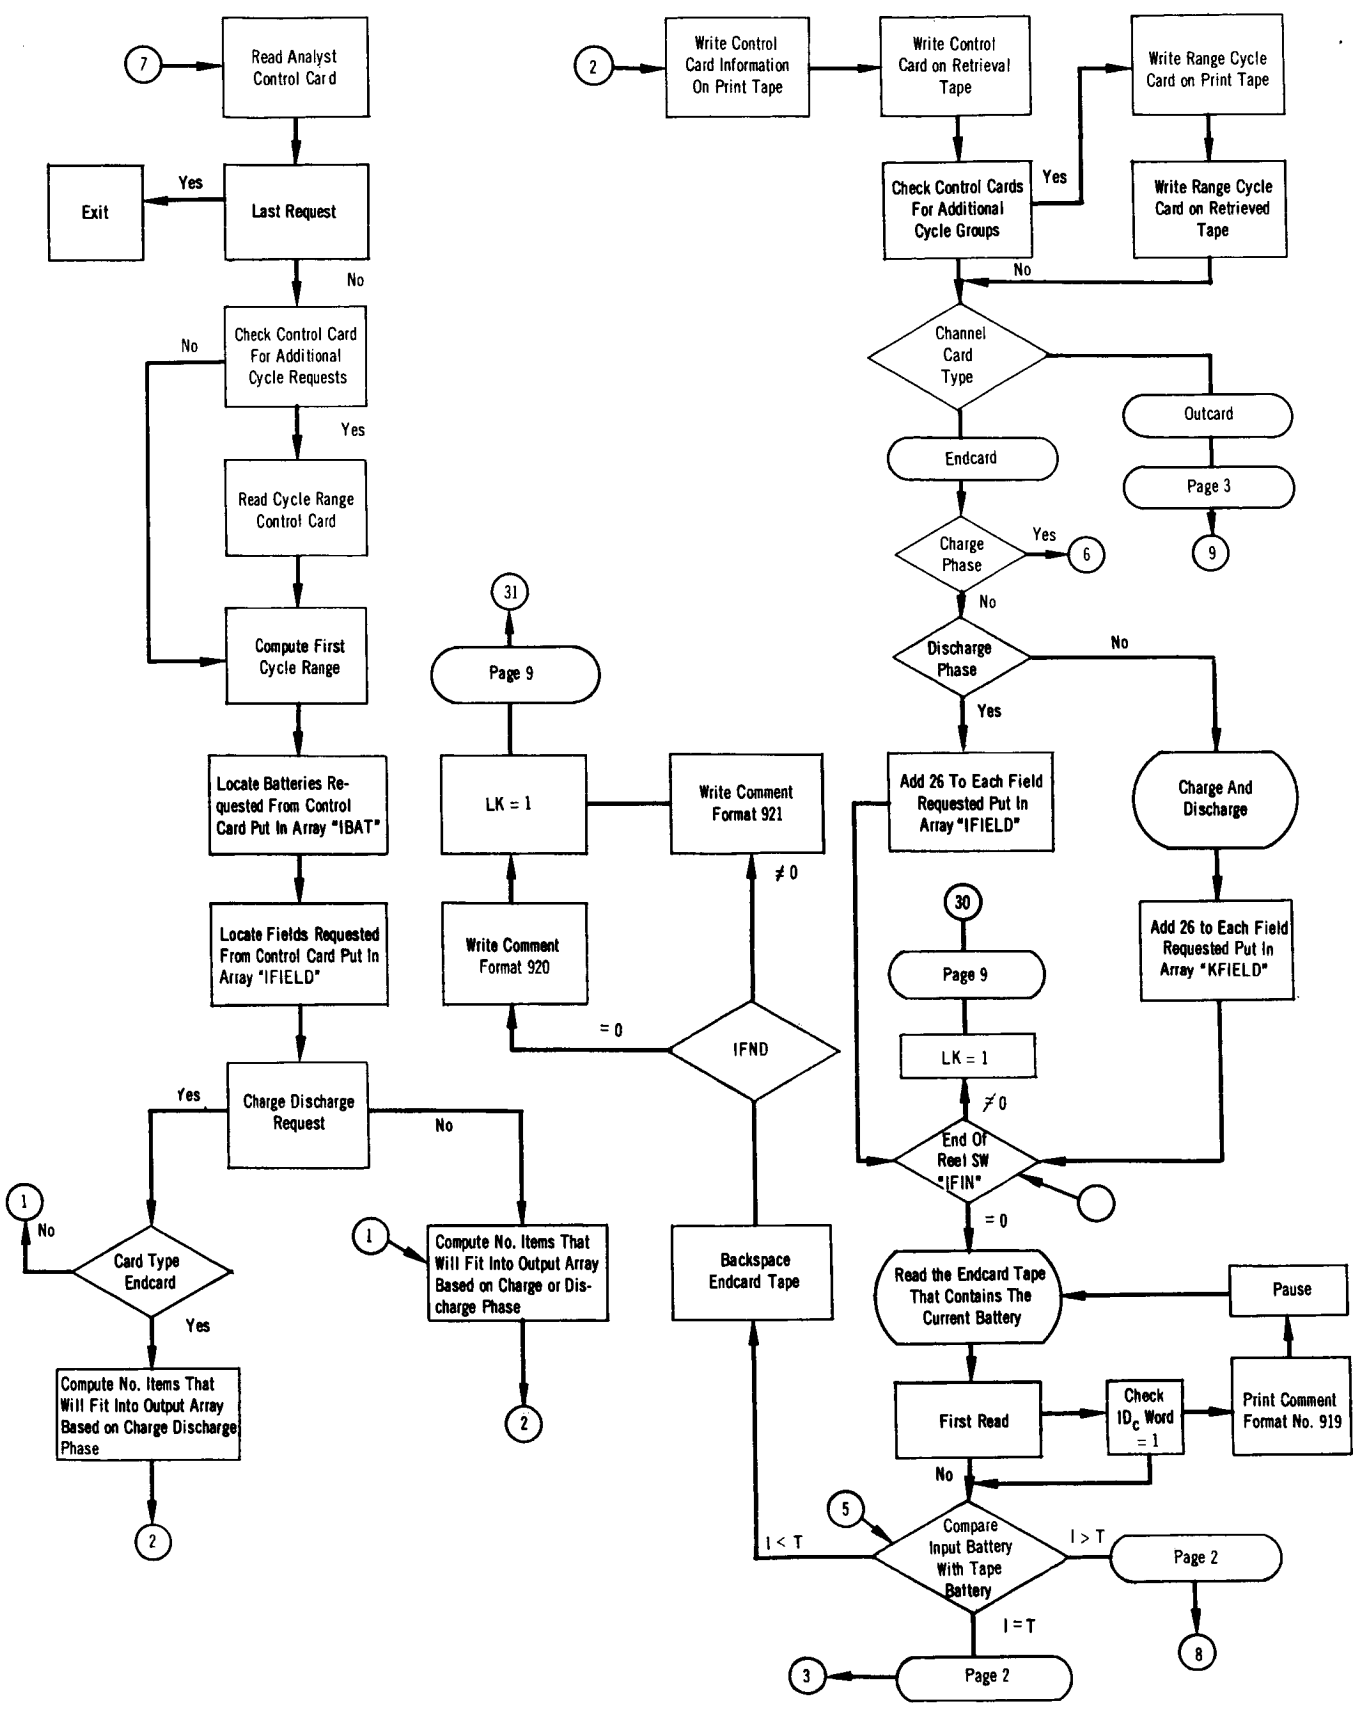 7
Read Analyst
Control Card
Yes
Exit
Last Request
No
Check Control Card
For Additional
Cycle Requests
No
Yes
Read Cycle Range
Control Card
Compute First
Cycle Range
Locate Batteries Re-
quested From Control
Card Put In Array "IBAT"
Locate Fields Requested
From Control Card Put In
Array "IFIELD"
Charge Discharge
Request
Yes
No
1
No
Card Type
Endcard
Yes
Compute No. Items That
Will Fit Into Output Array
Based on Charge Discharge
Phase
2
1
Compute No. Items That
Will Fit Into Output Array
Based on Charge or Dis-
charge Phase
2
31
Page 9
LK = 1
Write Comment
Format 921
≠ 0
Write Comment
Format 920
= 0
IFND
Backspace
Endcard Tape
2
Write Control
Card Information
On Print Tape
Write Control
Card on Retrieval
Tape
Write Range Cycle
Card on Print Tape
Yes
Check Control Cards
For Additional
Cycle Groups
Write Range Cycle
Card on Retrieved
Tape
No
Channel
Card
Type
Outcard
Endcard
Page 3
9
Charge
Phase
Yes
6
No
Discharge
Phase
No
Yes
Add 26 To Each Field
Requested Put In
Array "IFIELD"
Charge And
Discharge
30
Add 26 to Each Field
Requested Put In
Array "KFIELD"
Page 9
LK = 1
≠ 0
End Of
Reel SW
"IFIN"
= 0
Read the Endcard Tape
That Contains The
Current Battery
Pause
First Read
Check
IDc Word
= 1
Print Comment
Format No. 919
No
5
Compare
Input Battery
With Tape
Battery
I < T
I > T
Page 2
I = T
8
3
Page 2